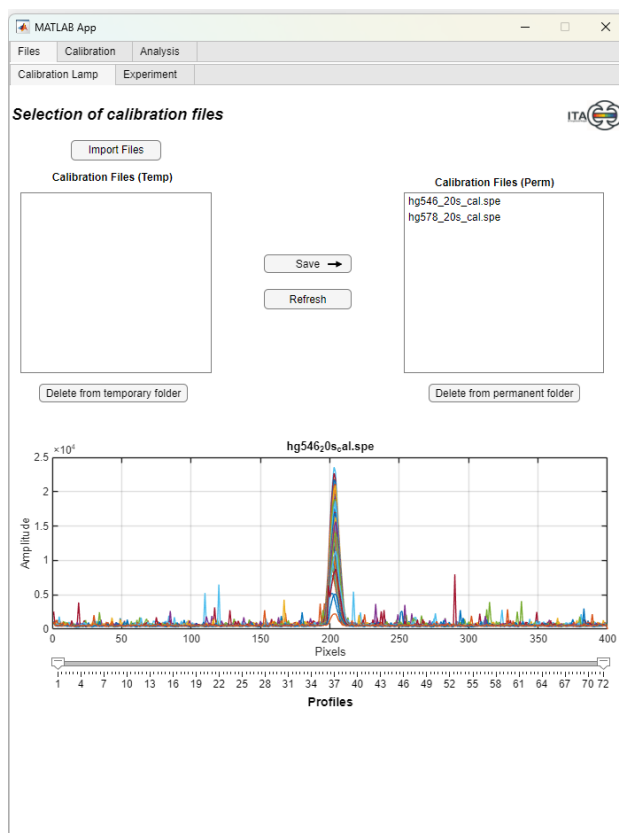 MATLAB App
Files Calibration Analysis
Calibration Lamp Experiment
Selection of calibration files
ITA
Import Files
Calibration Files (Temp)
Calibration Files (Perm)
hg546_20s_cal.spe
hg578_20s_cal.spe
Save
Refresh
Delete from temporary folder
Delete from permanent folder
hg546₂0s꜀al.spe
×10⁴
2.5
2
1.5
1
0.5
0
Amplitude
0 50 100 150 200 250 300 350 400
Pixels
1 4 7 10 13 16 19 22 25 28 31 34 37 40 43 46 49 52 55 58 61 64 67 70 72
Profiles